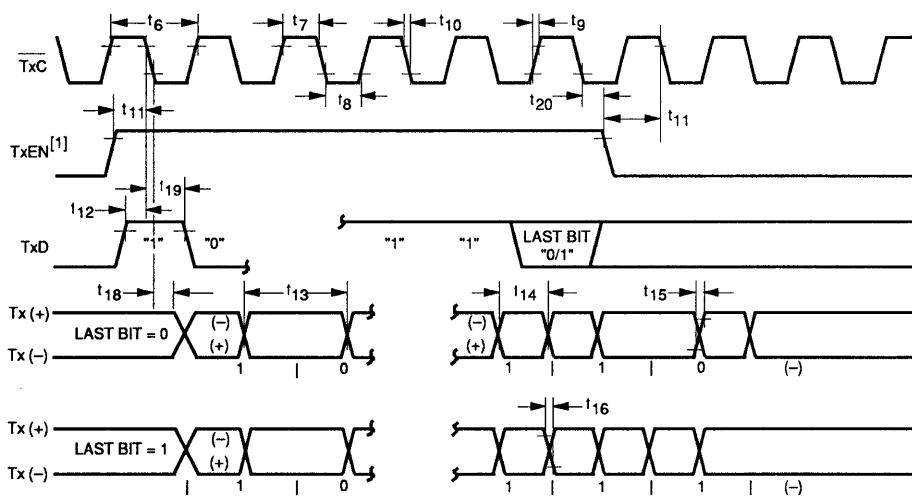 t6 t7 t10 t9
TxC
t8 t20 t11
t11
TxEN[1]
t19
t12
TxD "1" "0" "1" "1" LAST BIT
"0/1"
t18 t13 t14 t15
Tx (+)
LAST BIT = 0 (–) (–)
(+) (+)
Tx (–)
1 | 0 1 | 1 | 0 (–)
t16
Tx (+)
LAST BIT = 1 (–)
(+)
Tx (–)
| 1 | 0 1 | 1 | 1 | (–)